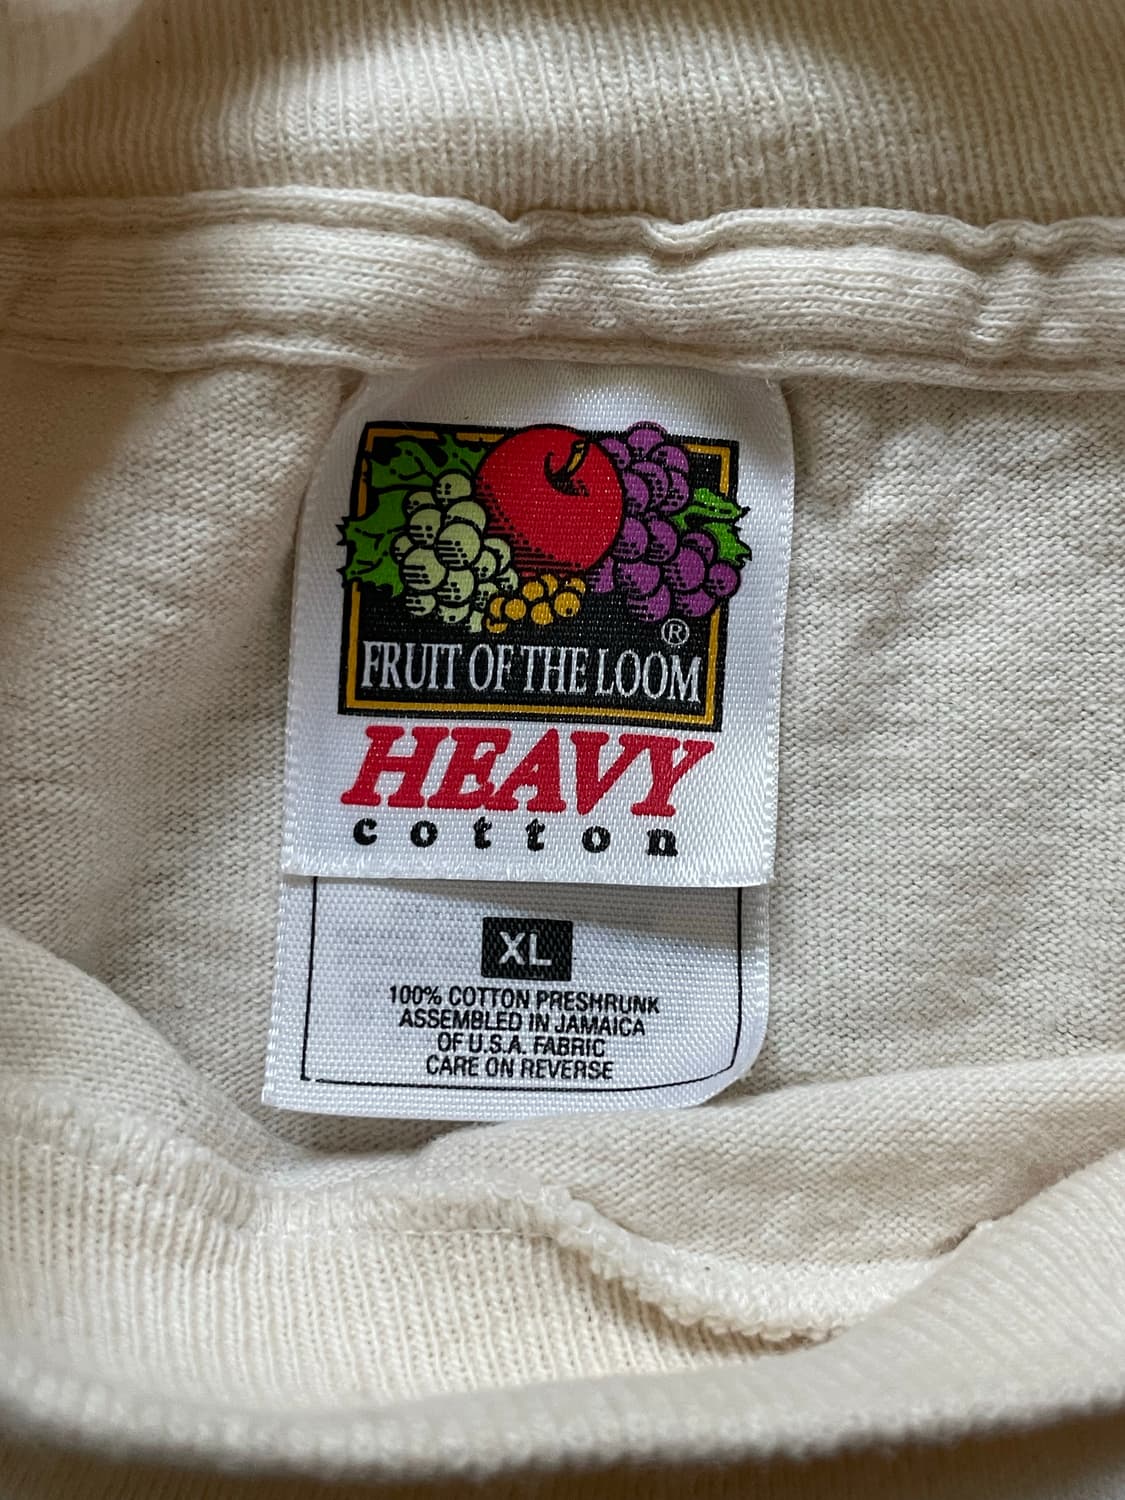 ®
FRUIT OF THE LOOM
HEAVY
cotton
XL
100% COTTON PRESHRUNK
ASSEMBLED IN JAMAICA
OF U.S.A. FABRIC
CARE ON REVERSE